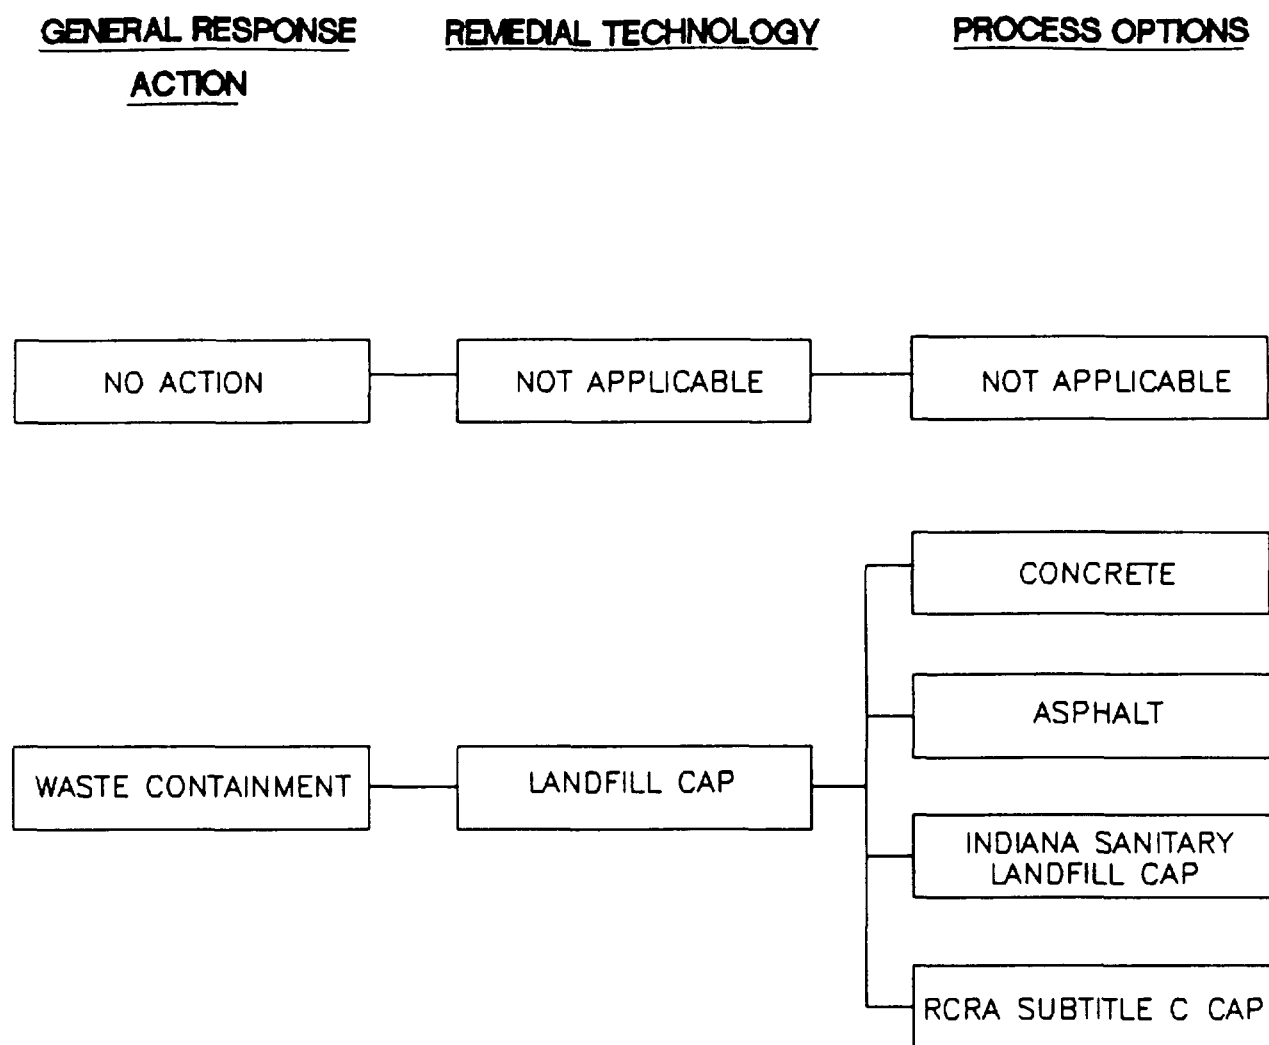 GENERAL RESPONSE
ACTION
REMEDIAL TECHNOLOGY
PROCESS OPTIONS
NO ACTION
NOT APPLICABLE
NOT APPLICABLE
WASTE CONTAINMENT
LANDFILL CAP
CONCRETE
ASPHALT
INDIANA SANITARY
LANDFILL CAP
RCRA SUBTITLE C CAP